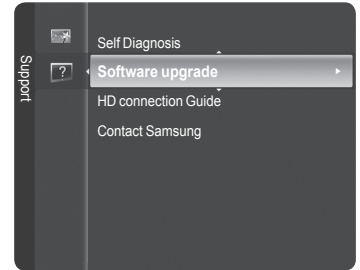 Support
Self Diagnosis
Software upgrade
HD connection Guide
Contact Samsung